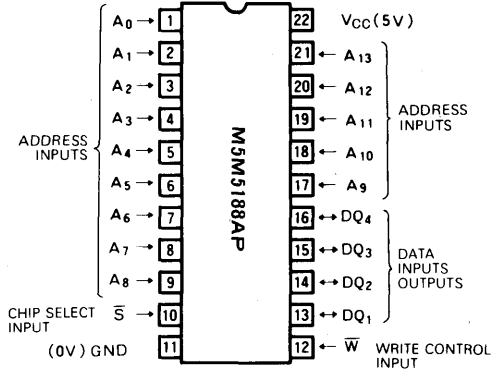 A0 → 1
A1 → 2
A2 → 3
A3 → 4
A4 → 5
A5 → 6
A6 → 7
A7 → 8
A8 → 9
ADDRESS
INPUTS
CHIP SELECT
INPUT
S̅ → 10
(0V) GND 11
M5M5188AP
22 VCC (5V)
21 ← A13
20 ← A12
19 ← A11
18 ← A10
17 ← A9
ADDRESS
INPUTS
16 ↔ DQ4
15 ↔ DQ3
14 ↔ DQ2
13 ↔ DQ1
DATA
INPUTS
OUTPUTS
12 ← W̅
WRITE CONTROL
INPUT